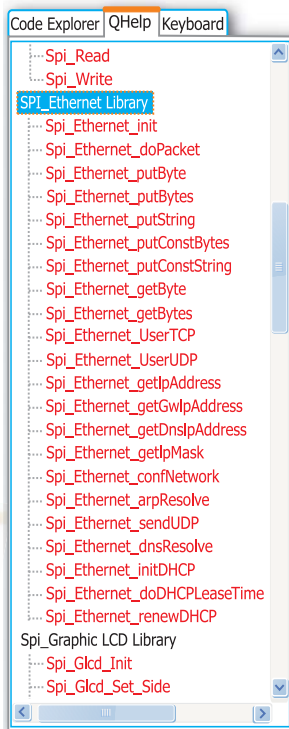 Code Explorer QHelp Keyboard
Spi_Read
Spi_Write
SPI_Ethernet Library
Spi_Ethernet_init
Spi_Ethernet_doPacket
Spi_Ethernet_putByte
Spi_Ethernet_putBytes
Spi_Ethernet_putString
Spi_Ethernet_putConstBytes
Spi_Ethernet_putConstString
Spi_Ethernet_getByte
Spi_Ethernet_getBytes
Spi_Ethernet_UserTCP
Spi_Ethernet_UserUDP
Spi_Ethernet_getIpAddress
Spi_Ethernet_getGwIpAddress
Spi_Ethernet_getDnsIpAddress
Spi_Ethernet_getIpMask
Spi_Ethernet_confNetwork
Spi_Ethernet_arpResolve
Spi_Ethernet_sendUDP
Spi_Ethernet_dnsResolve
Spi_Ethernet_initDHCP
Spi_Ethernet_doDHCPLeaseTime
Spi_Ethernet_renewDHCP
Spi_Graphic LCD Library
Spi_Glcd_Init
Spi_Glcd_Set_Side